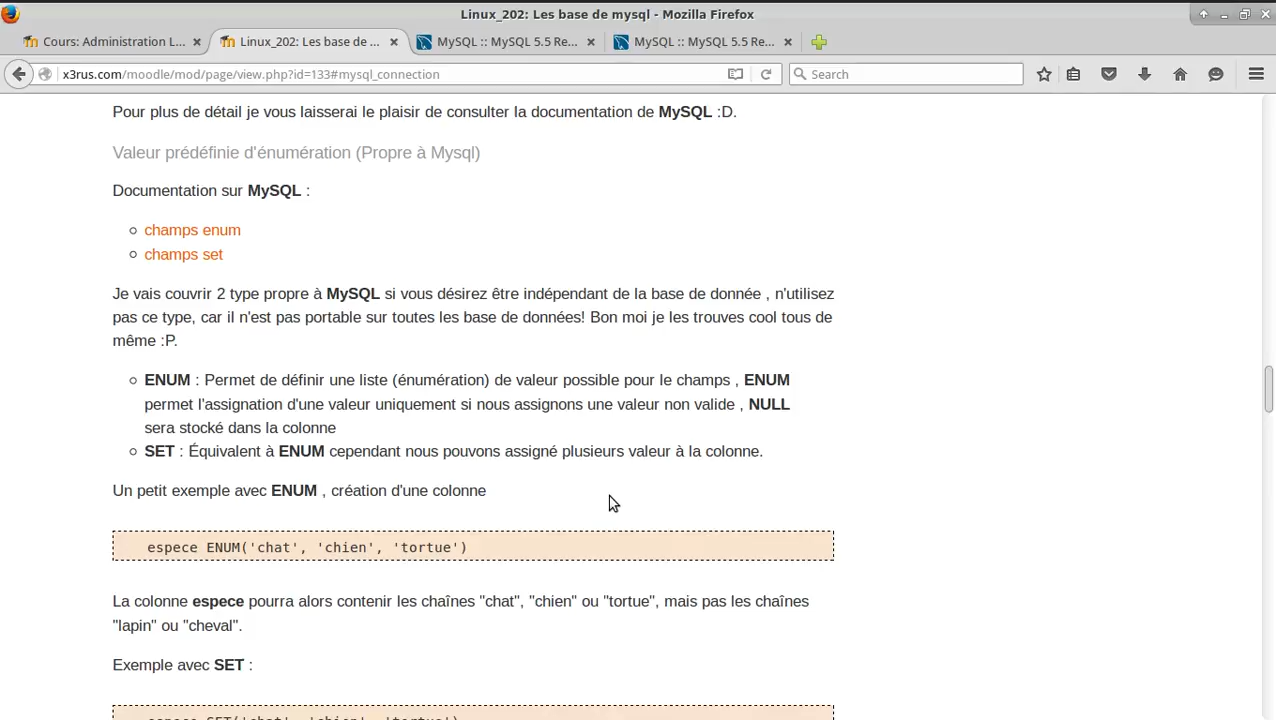 Linux_202: Les base de mysql - Mozilla Firefox
Cours: Administration L...
Linux_202: Les base de ...
MySQL :: MySQL 5.5 Re...
MySQL :: MySQL 5.5 Re...
x3rus.com/moodle/mod/page/view.php?id=133#mysql_connection
Search
Pour plus de détail je vous laisserai le plaisir de consulter la documentation de MySQL :D.
Valeur prédéfinie d'énumération (Propre à Mysql)
Documentation sur MySQL :
champs enum
champs set
Je vais couvrir 2 type propre à MySQL si vous désirez être indépendant de la base de donnée , n'utilisez
pas ce type, car il n'est pas portable sur toutes les base de données! Bon moi je les trouves cool tous de
même :P.
ENUM : Permet de définir une liste (énumération) de valeur possible pour le champs , ENUM
permet l'assignation d'une valeur uniquement si nous assignons une valeur non valide , NULL
sera stocké dans la colonne
SET : Équivalent à ENUM cependant nous pouvons assigné plusieurs valeur à la colonne.
Un petit exemple avec ENUM , création d'une colonne
espece ENUM('chat', 'chien', 'tortue')
La colonne espece pourra alors contenir les chaînes "chat", "chien" ou "tortue", mais pas les chaînes
"lapin" ou "cheval".
Exemple avec SET :
espece SET('chat', 'chien', 'tortue')